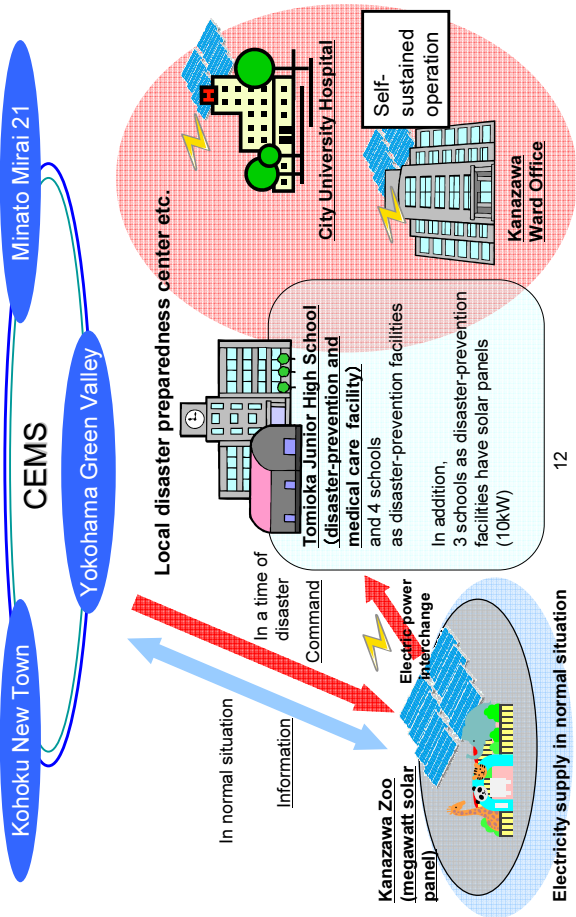 Kohoku New Town
CEMS
Minato Mirai 21
Yokohama Green Valley
Local disaster preparedness center etc.
In normal situation
Information
In a time of
disaster
Command
Kanazawa Zoo
(megawatt solar
panel)
Electric power
interchange
Electricity supply in normal situation
Tomioka Junior High School
(disaster-prevention and
medical care facility)
and 4 schools
as disaster-prevention facilities
In addition,
3 schools as disaster-prevention
facilities have solar panels
(10kW)
H
City University Hospital
Self-
sustained
operation
Kanazawa
Ward Office
12